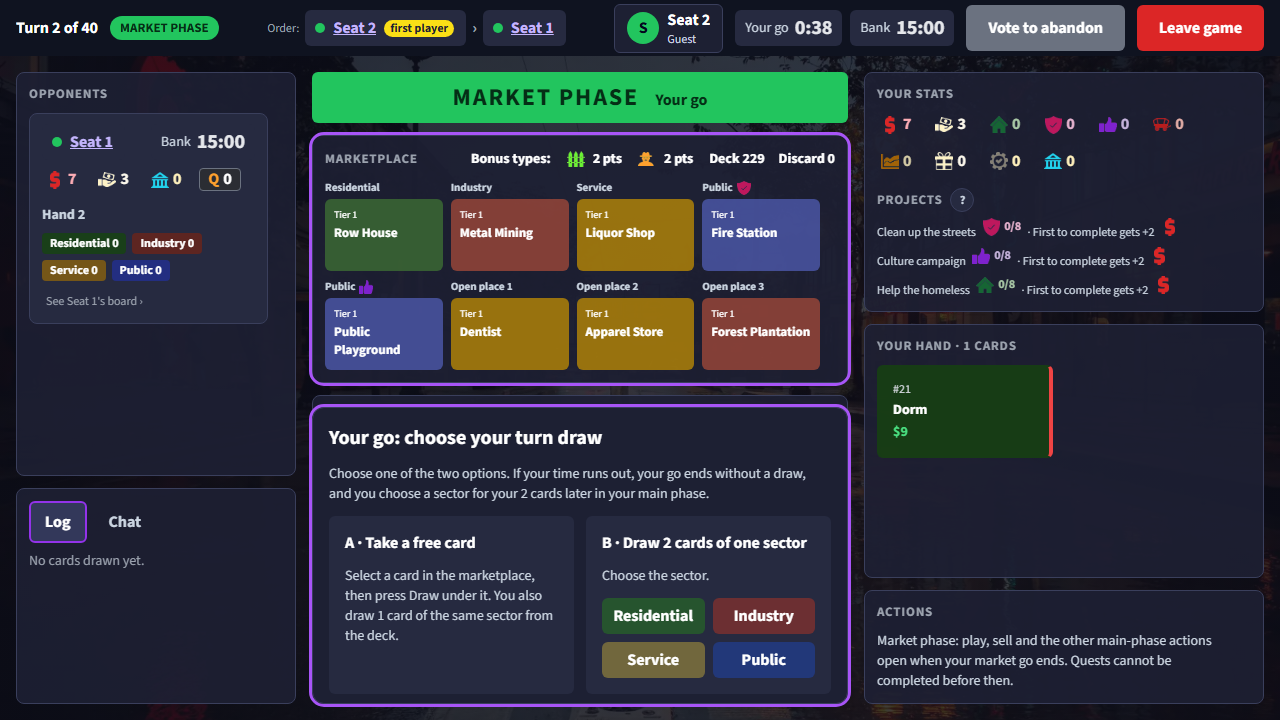 Turn 2 of 40 MARKET PHASE Order: Seat 2 first player › Seat 1 S Seat 2 Guest Your go 0:38 Bank 15:00 Vote to abandon Leave game
OPPONENTS
Seat 1 Bank 15:00
7 3 0 Q 0
Hand 2
Residential 0 Industry 0
Service 0 Public 0
See Seat 1's board ›
Log Chat
No cards drawn yet.
MARKET PHASE Your go
MARKETPLACE Bonus types: 2 pts 2 pts Deck 229 Discard 0
Residential Industry Service Public
Tier 1 Tier 1 Tier 1 Tier 1
Row House Metal Mining Liquor Shop Fire Station
Public Open place 1 Open place 2 Open place 3
Tier 1 Tier 1 Tier 1 Tier 1
Public Playground Dentist Apparel Store Forest Plantation
Your go: choose your turn draw
Choose one of the two options. If your time runs out, your go ends without a draw,
and you choose a sector for your 2 cards later in your main phase.
A · Take a free card
Select a card in the marketplace,
then press Draw under it. You also
draw 1 card of the same sector from
the deck.
B · Draw 2 cards of one sector
Choose the sector.
Residential Industry
Service Public
YOUR STATS
7 3 0 0 0 0
0 0 0 0
PROJECTS ?
Clean up the streets 0/8 · First to complete gets +2
Culture campaign 0/8 · First to complete gets +2
Help the homeless 0/8 · First to complete gets +2
YOUR HAND · 1 CARDS
#21
Dorm
$9
ACTIONS
Market phase: play, sell and the other main-phase actions
open when your market go ends. Quests cannot be
completed before then.